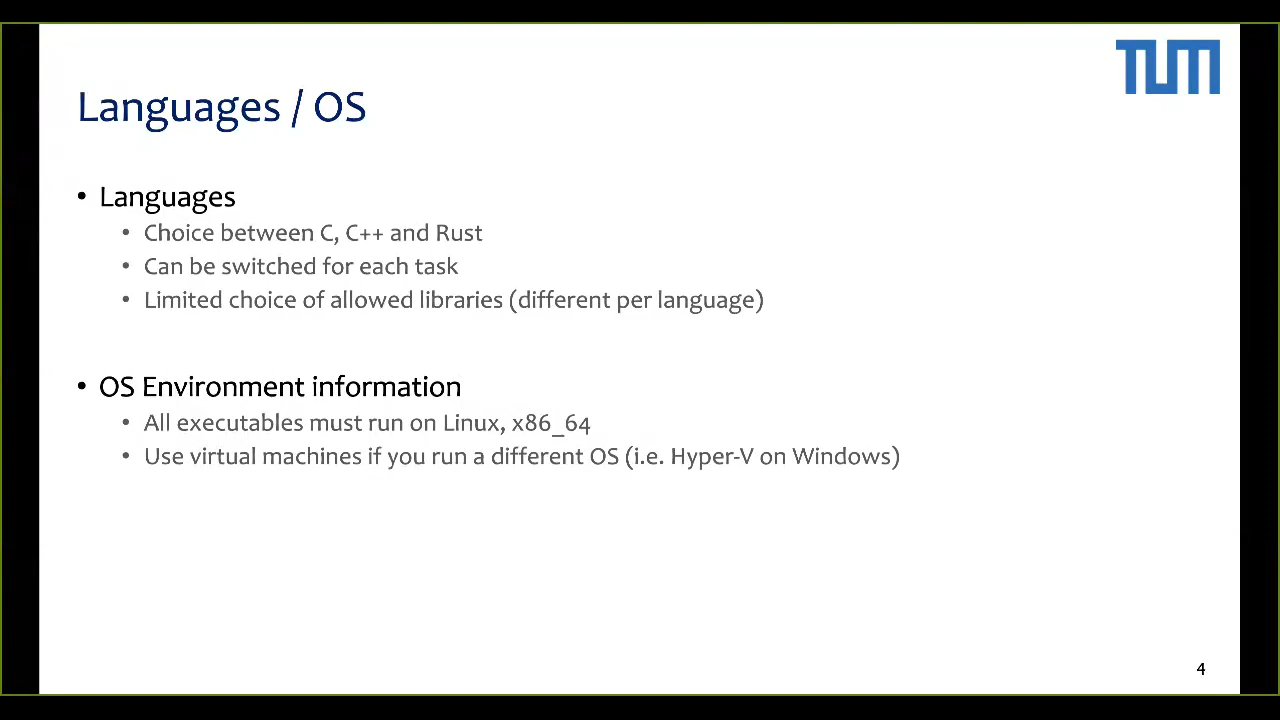 TUM
Languages / OS
• Languages
• Choice between C, C++ and Rust
• Can be switched for each task
• Limited choice of allowed libraries (different per language)
• OS Environment information
• All executables must run on Linux, x86_64
• Use virtual machines if you run a different OS (i.e. Hyper-V on Windows)
4